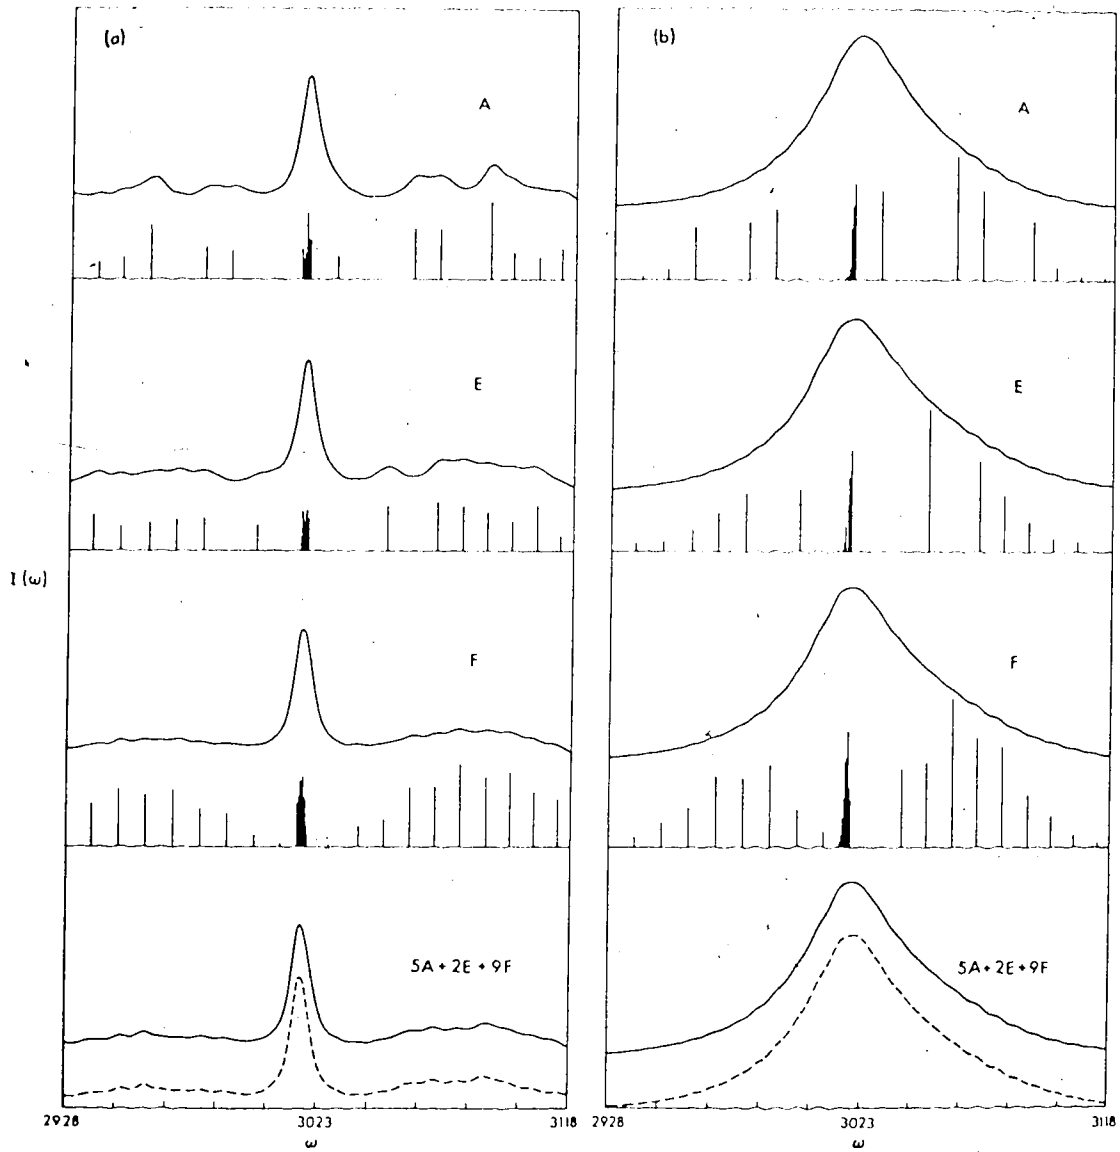 (a)
A
E
I (ω)
F
5A + 2E + 9F
2928
3023
3118
ω
(b)
A
E
F
5A + 2E + 9F
2928
3023
3118
ω